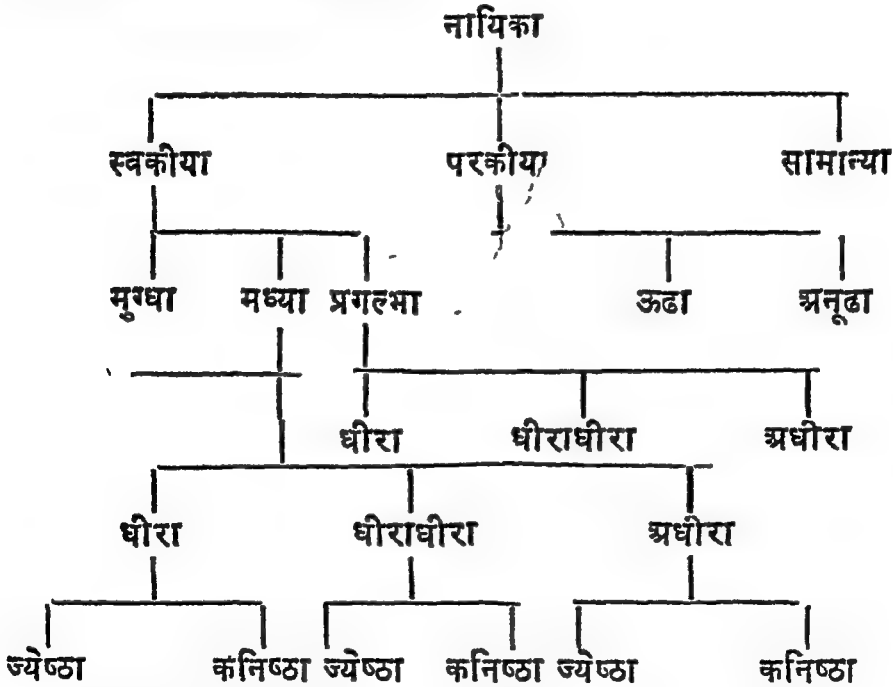 नायिका
स्वकीया परकीया सामान्या
मुग्धा मध्या प्रगल्भा ऊढा अनूढा
धीरा धीराधीरा अधीरा
धीरा धीराधीरा अधीरा
ज्येष्ठा कनिष्ठा ज्येष्ठा कनिष्ठा ज्येष्ठा कनिष्ठा